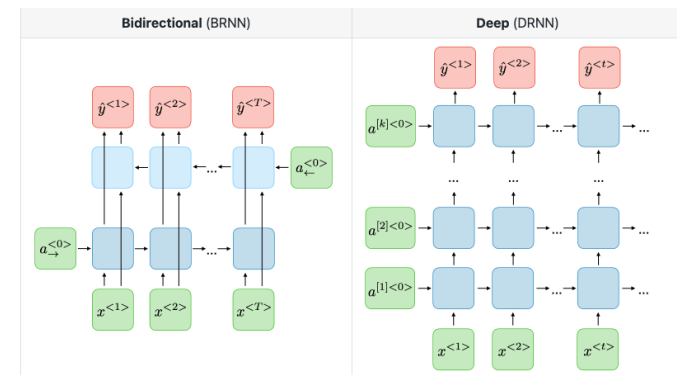 Bidirectional (BRNN)
Deep (DRNN)
ŷ<1> ŷ<2> ŷ<T>
a←<0>
...
a→<0>
...
x<1> x<2> x<T>
ŷ<1> ŷ<2> ŷ<t>
a[k]<0> ... ...
... ... ...
a[2]<0> ... ...
a[1]<0> ... ...
x<1> x<2> x<t>